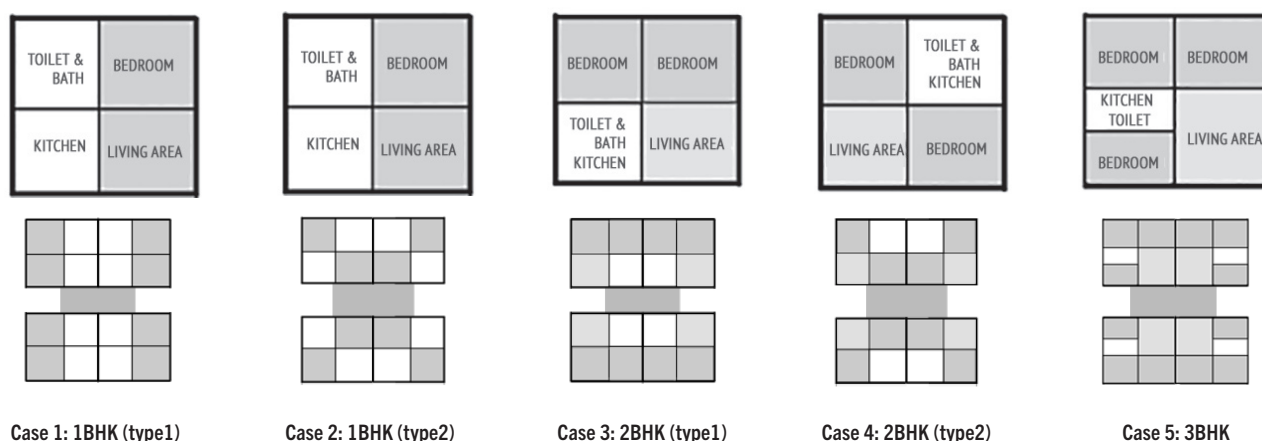 TOILET &
BATH
BEDROOM
KITCHEN
LIVING AREA
TOILET &
BATH
BEDROOM
KITCHEN
LIVING AREA
BEDROOM
BEDROOM
TOILET &
BATH
KITCHEN
LIVING AREA
BEDROOM
TOILET &
BATH
KITCHEN
LIVING AREA
BEDROOM
BEDROOM
BEDROOM
KITCHEN
TOILET
LIVING AREA
BEDROOM
Case 1: 1BHK (type1)
Case 2: 1BHK (type2)
Case 3: 2BHK (type1)
Case 4: 2BHK (type2)
Case 5: 3BHK